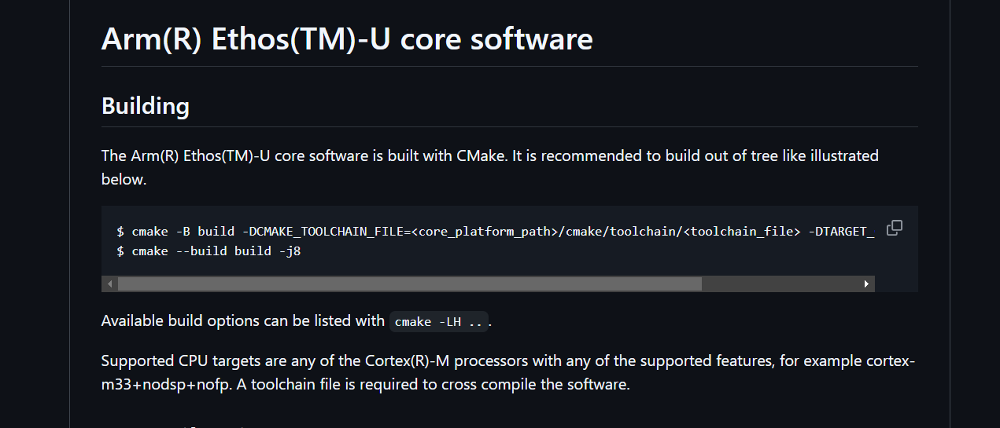 Arm(R) Ethos(TM)-U core software
Building
The Arm(R) Ethos(TM)-U core software is built with CMake. It is recommended to build out of tree like illustrated
below.
$ cmake -B build -DCMAKE_TOOLCHAIN_FILE=<core_platform_path>/cmake/toolchain/<toolchain_file> -DTARGET_
$ cmake --build build -j8
Available build options can be listed with cmake -LH ...
Supported CPU targets are any of the Cortex(R)-M processors with any of the supported features, for example cortex-
m33+nodsp+nofp. A toolchain file is required to cross compile the software.